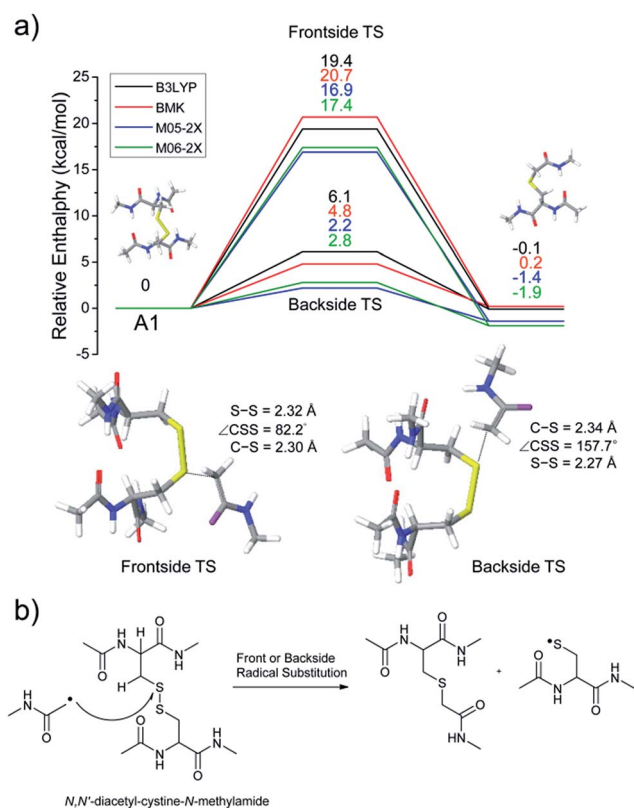 a)
Frontside TS
19.4
20.7
16.9
17.4
B3LYP
BMK
M05-2X
M06-2X
Relative Enthalphy (kcal/mol)
25
20
15
10
5
0
-5
0
A1
6.1
4.8
2.2
2.8
Backside TS
-0.1
0.2
-1.4
-1.9
S−S = 2.32 Å
∠CSS = 82.2°
C−S = 2.30 Å
Frontside TS
C−S = 2.34 Å
∠CSS = 157.7°
S−S = 2.27 Å
Backside TS
b)
Front or Backside
Radical Substitution
H
N
O
•
O
H
N
H
N
H
H
S
S
O
N
H
O
H
N
O
+
O
H
N
O
H
N
S
O
HN
•S
O
N
H
O
H
N
N,N'-diacetyl-cystine-N-methylamide